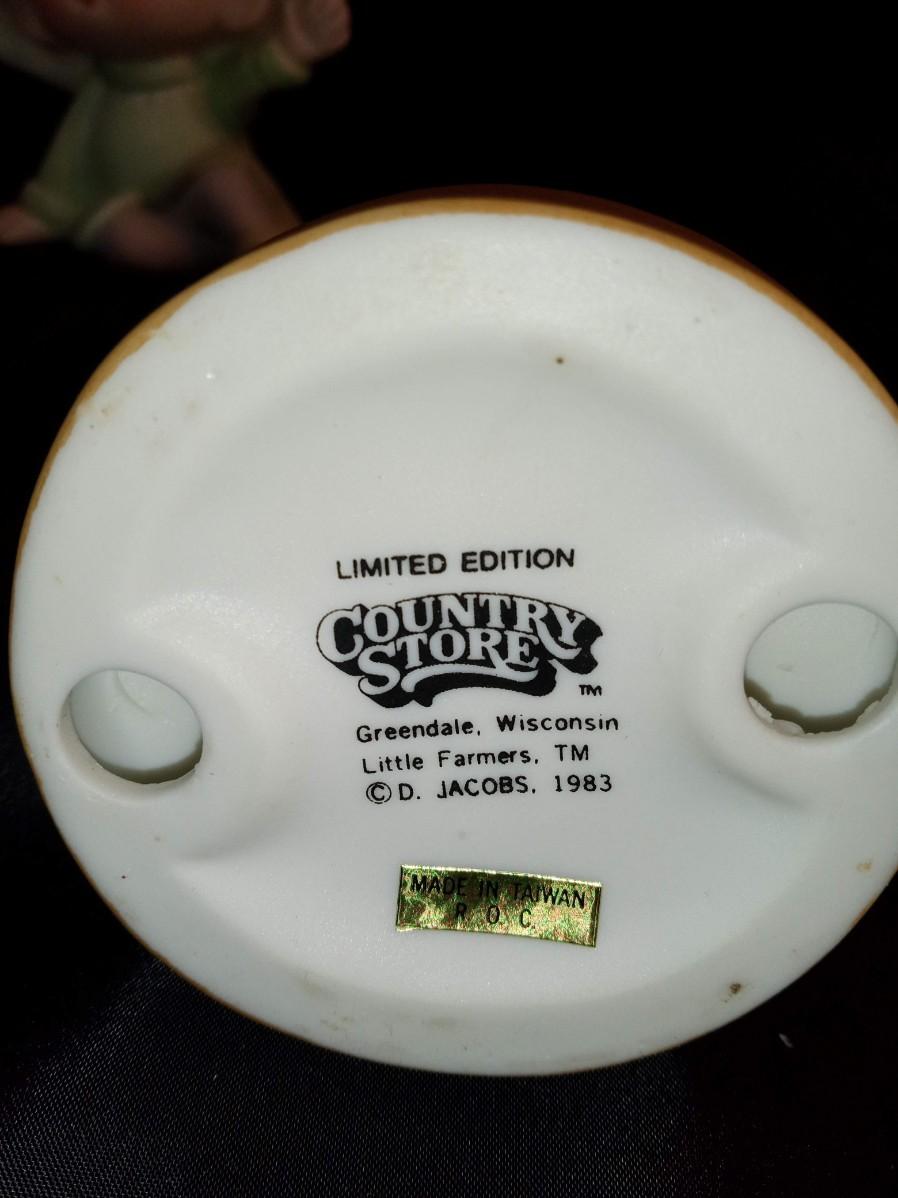 LIMITED EDITION
COUNTRY
STORE TM
Greendale, Wisconsin
Little Farmers, TM
© D. JACOBS, 1983
MADE IN TAIWAN
R O C